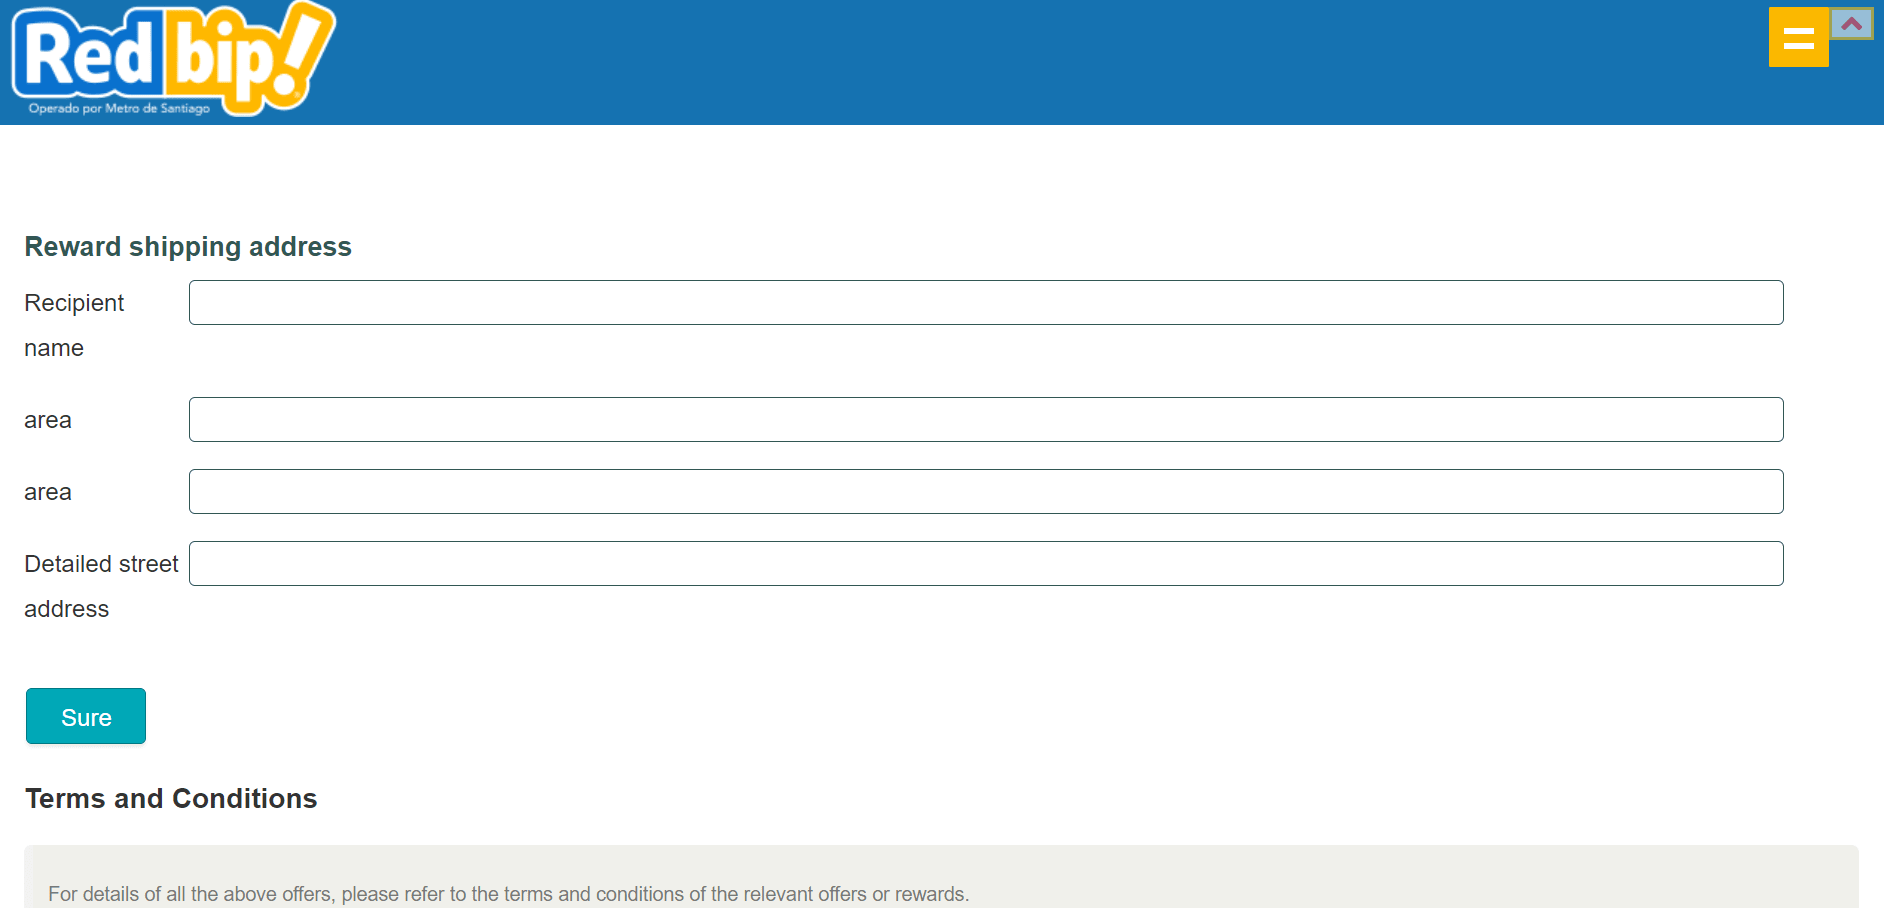 Red bip!
Operado por Metro de Santiago
Reward shipping address
Recipient
name
area
area
Detailed street
address
Sure
Terms and Conditions
For details of all the above offers, please refer to the terms and conditions of the relevant offers or rewards.